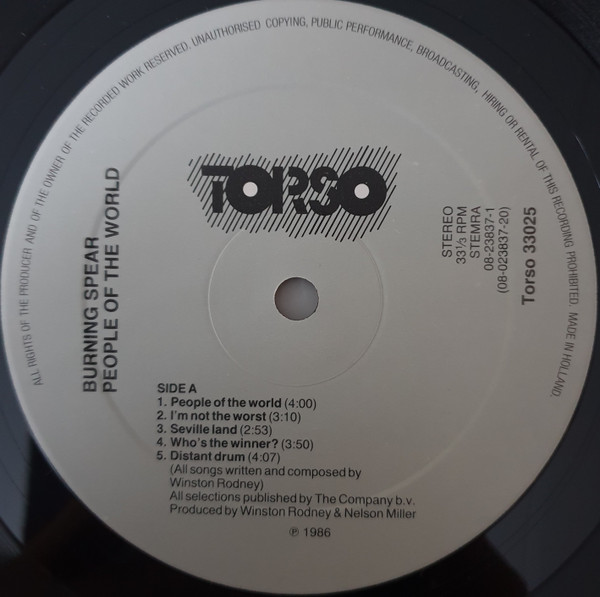 ALL RIGHTS OF THE PRODUCER AND OF THE OWNER OF THE RECORDED WORK RESERVED. UNAUTHORISED COPYING, PUBLIC PERFORMANCE, BROADCASTING, HIRING OR RENTAL OF THIS RECORDING PROHIBITED. MADE IN HOLLAND.
TORSO
BURNING SPEAR
PEOPLE OF THE WORLD
STEREO
33⅓ RPM
STEMRA
08-23837-1
(08-023837-20)
Torso 33025
SIDE A
1. People of the world (4:00)
2. I'm not the worst (3:10)
3. Seville land (2:53)
4. Who's the winner? (3:50)
5. Distant drum (4:07)
(All songs written and composed by
Winston Rodney)
All selections published by The Company b.v.
Produced by Winston Rodney & Nelson Miller
℗ 1986